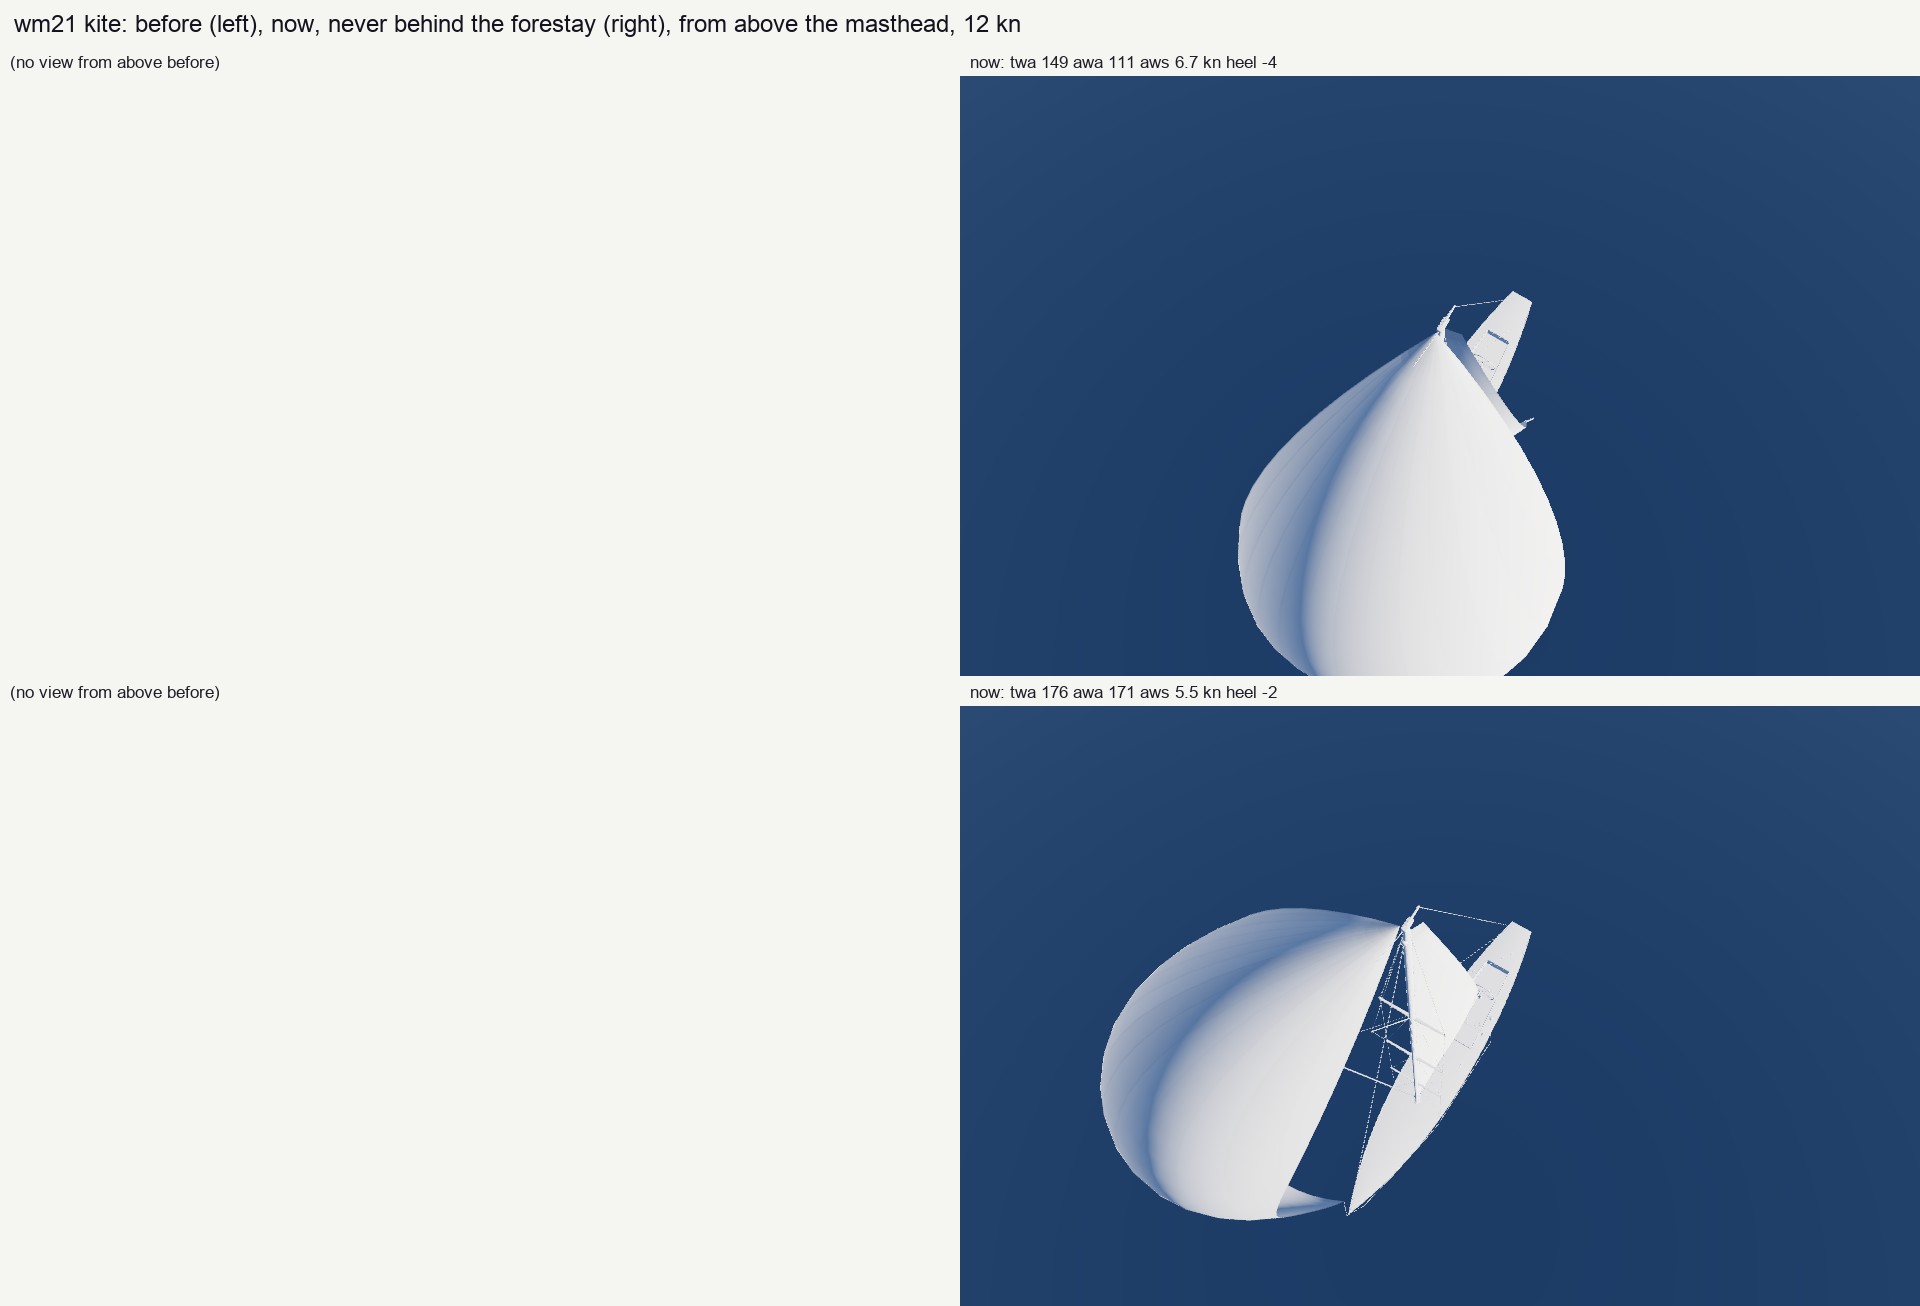 wm21 kite: before (left), now, never behind the forestay (right), from above the masthead, 12 kn
(no view from above before)
now: twa 149 awa 111 aws 6.7 kn heel -4
(no view from above before)
now: twa 176 awa 171 aws 5.5 kn heel -2